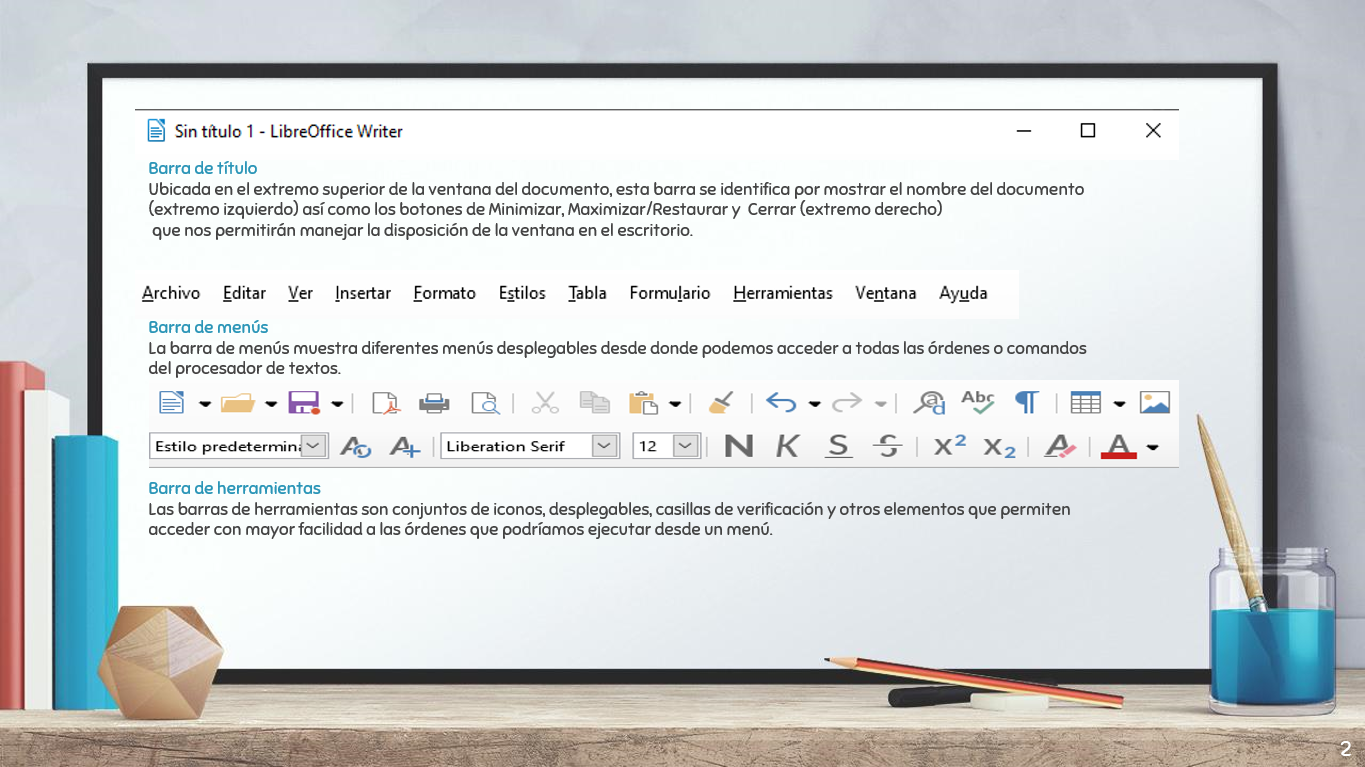 Sin título 1 - LibreOffice Writer
Barra de título
Ubicada en el extremo superior de la ventana del documento, esta barra se identifica por mostrar el nombre del documento
(extremo izquierdo) así como los botones de Minimizar, Maximizar/Restaurar y  Cerrar (extremo derecho)
que nos permitirán manejar la disposición de la ventana en el escritorio.
Archivo Editar Ver Insertar Formato Estilos Tabla Formulario Herramientas Ventana Ayuda
Barra de menús
La barra de menús muestra diferentes menús desplegables desde donde podemos acceder a todas las órdenes o comandos
del procesador de textos.
Abc
Estilo predetermina Liberation Serif 12 N K S S X² X₂ A A
Barra de herramientas
Las barras de herramientas son conjuntos de iconos, desplegables, casillas de verificación y otros elementos que permiten
acceder con mayor facilidad a las órdenes que podríamos ejecutar desde un menú.
2